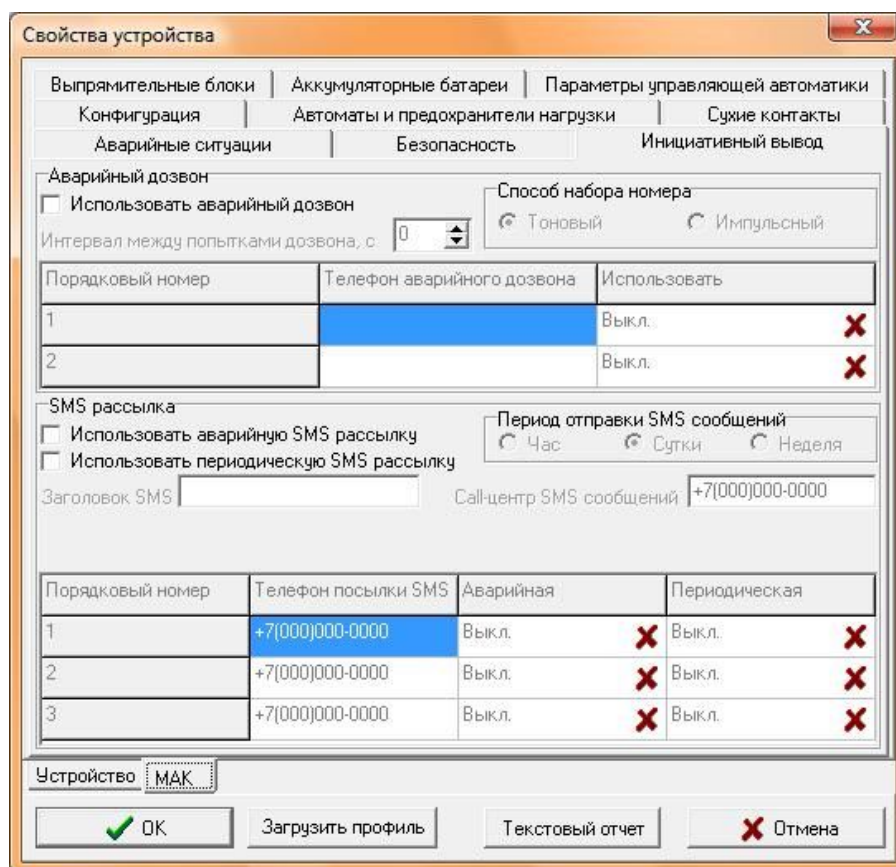 Свойства устройства
Выпрямительные блоки Аккумуляторные батареи Параметры управляющей автоматики
Конфигурация Автоматы и предохранители нагрузки Сухие контакты
Аварийные ситуации Безопасность Инициативный вывод
Аварийный дозвон
Использовать аварийный дозвон
Способ набора номера
Тоновый Импульсный
Интервал между попытками дозвона, с 0
Порядковый номер Телефон аварийного дозвона Использовать
1 Выкл.
2 Выкл.
SMS рассылка
Использовать аварийную SMS рассылку
Использовать периодическую SMS рассылку
Период отправки SMS сообщений
Час Сутки Неделя
Заголовок SMS Call-центр SMS сообщений +7(000)000-0000
Порядковый номер Телефон посылки SMS Аварийная Периодическая
1 +7(000)000-0000 Выкл. Выкл.
2 +7(000)000-0000 Выкл. Выкл.
3 +7(000)000-0000 Выкл. Выкл.
Устройство МАК
OK Загрузить профиль Текстовый отчет Отмена